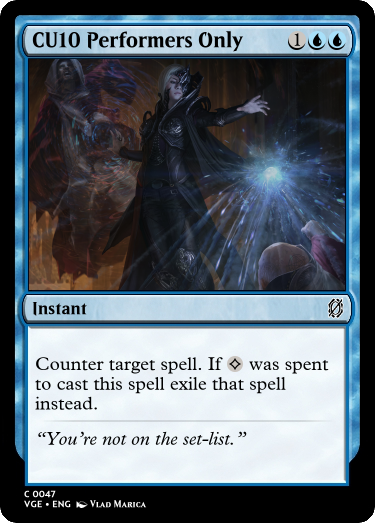 CU10 Performers Only 1
Instant
Counter target spell. If was spent
to cast this spell exile that spell
instead.
“You’re not on the set-list.”
C 0047
VGE • ENG Vlad Marica